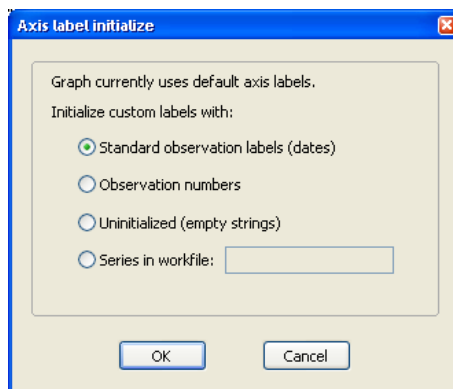 Axis label initialize
Graph currently uses default axis labels.
Initialize custom labels with:
Standard observation labels (dates)
Observation numbers
Uninitialized (empty strings)
Series in workfile:
OK Cancel